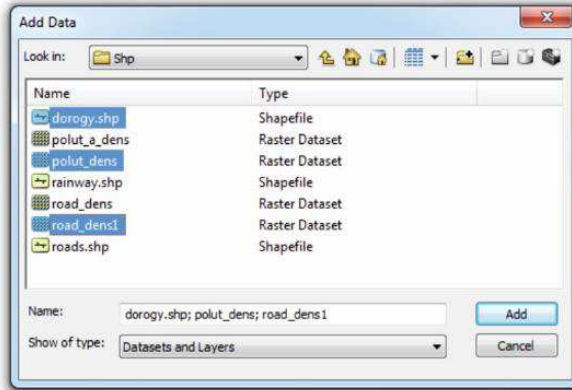 Add Data
Look in: Shp
Name Type
dorogy.shp Shapefile
polut_a_dens Raster Dataset
polut_dens Raster Dataset
rainway.shp Shapefile
road_dens Raster Dataset
road_dens1 Raster Dataset
roads.shp Shapefile
Name: dorogy.shp; polut_dens; road_dens1 Add
Show of type: Datasets and Layers Cancel